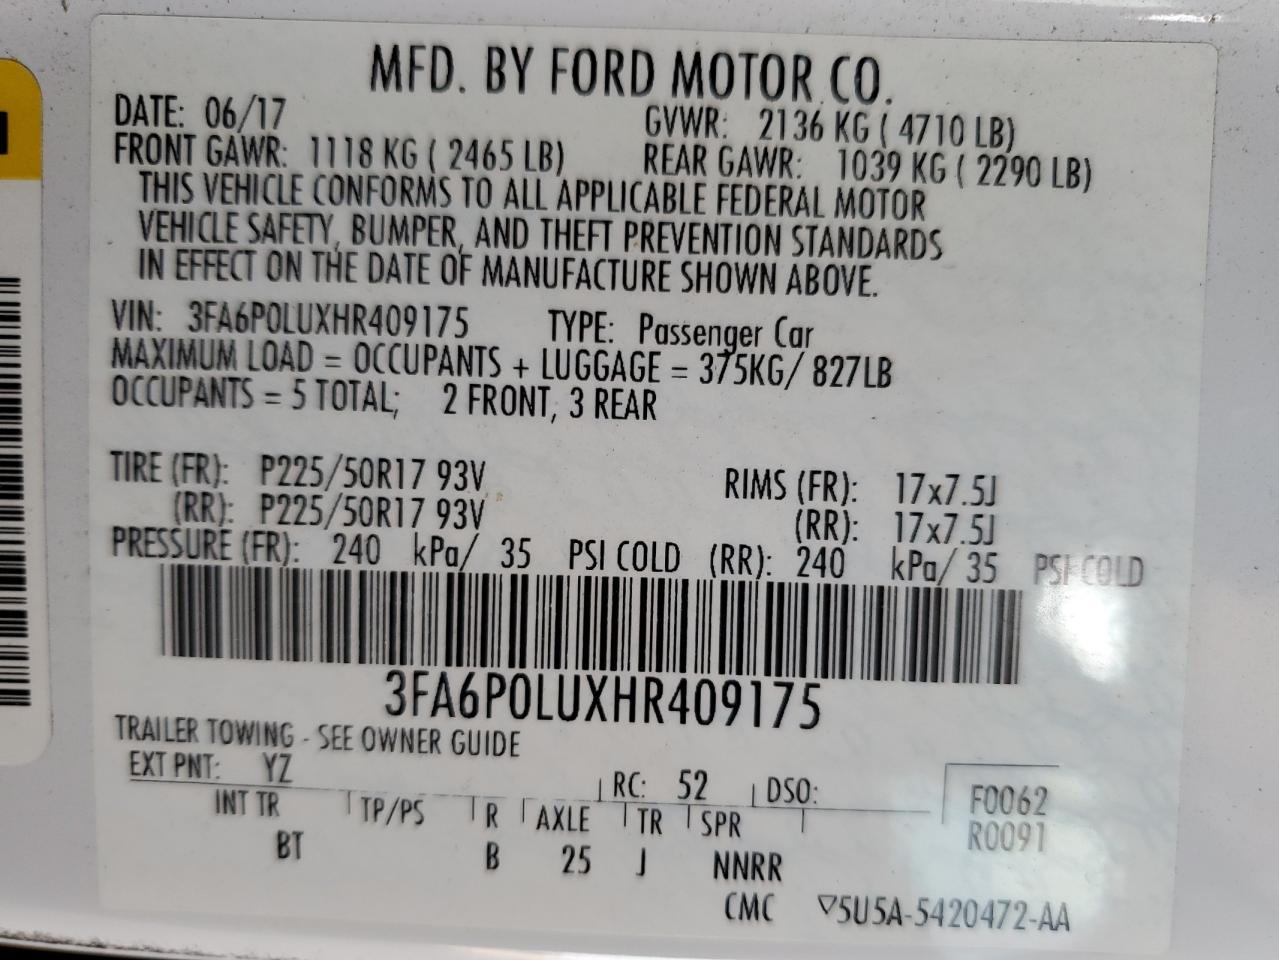 MFD. BY FORD MOTOR CO.
DATE: 06/17 GVWR: 2136 KG ( 4710 LB)
FRONT GAWR: 1118 KG ( 2465 LB) REAR GAWR: 1039 KG ( 2290 LB)
THIS VEHICLE CONFORMS TO ALL APPLICABLE FEDERAL MOTOR
VEHICLE SAFETY, BUMPER, AND THEFT PREVENTION STANDARDS
IN EFFECT ON THE DATE OF MANUFACTURE SHOWN ABOVE.
VIN: 3FA6P0LUXHR409175 TYPE: Passenger Car
MAXIMUM LOAD = OCCUPANTS + LUGGAGE = 375KG/ 827LB
OCCUPANTS = 5 TOTAL; 2 FRONT, 3 REAR
TIRE (FR): P225/50R17 93V RIMS (FR): 17x7.5J
(RR): P225/50R17 93V (RR): 17x7.5J
PRESSURE (FR): 240 kPa/ 35 PSI COLD (RR): 240 kPa/ 35 PSI COLD
3FA6P0LUXHR409175
TRAILER TOWING - SEE OWNER GUIDE
EXT PNT: YZ RC: 52 DSO: F0062
INT TR TP/PS R AXLE TR SPR R0091
BT B 25 J NNRR
CMC ▽5U5A-5420472-AA